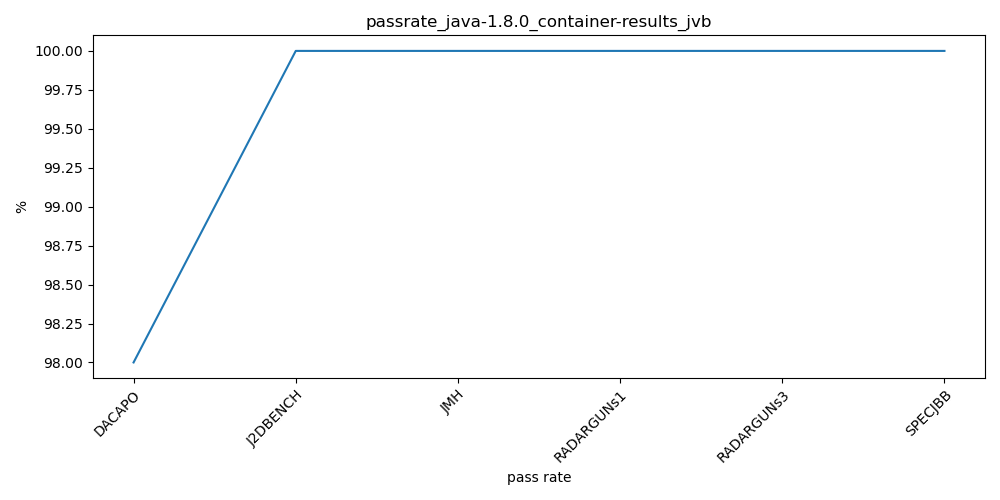 passrate_java-1.8.0_container-results_jvb
100.00
99.75
99.50
99.25
99.00
98.75
98.50
98.25
98.00
%
DACAPO
J2DBENCH
JMH
RADARGUNs1
RADARGUNs3
SPECJBB
pass rate